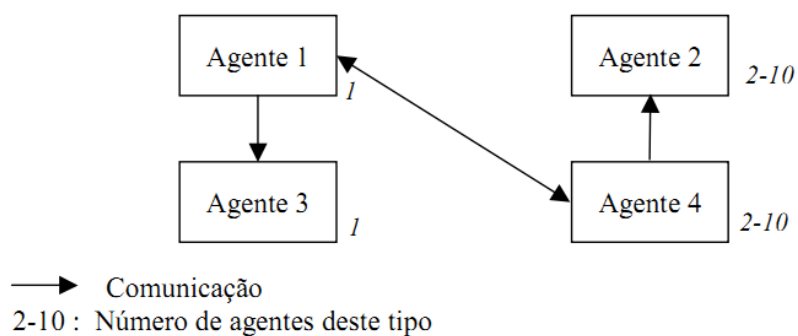 Agente 1
1
Agente 2
2-10
Agente 3
1
Agente 4
2-10
Comunicação
2-10 : Número de agentes deste tipo